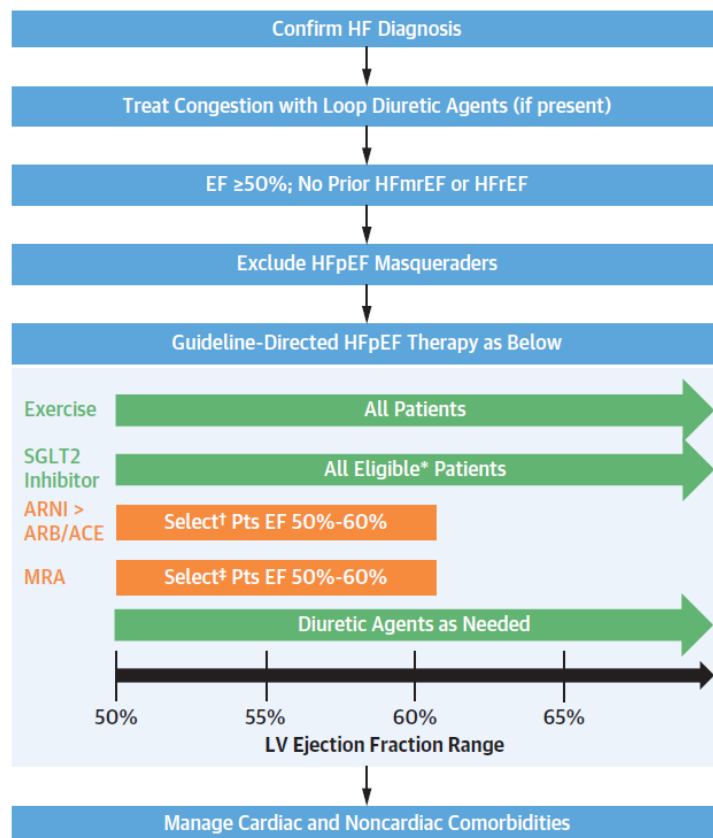 Confirm HF Diagnosis
Treat Congestion with Loop Diuretic Agents (if present)
EF ≥50%; No Prior HFmrEF or HFrEF
Exclude HFpEF Masqueraders
Guideline-Directed HFpEF Therapy as Below
Exercise
All Patients
SGLT2
Inhibitor
All Eligible* Patients
ARNI >
ARB/ACE
Select† Pts EF 50%-60%
MRA
Select‡ Pts EF 50%-60%
Diuretic Agents as Needed
50% 55% 60% 65%
LV Ejection Fraction Range
Manage Cardiac and Noncardiac Comorbidities